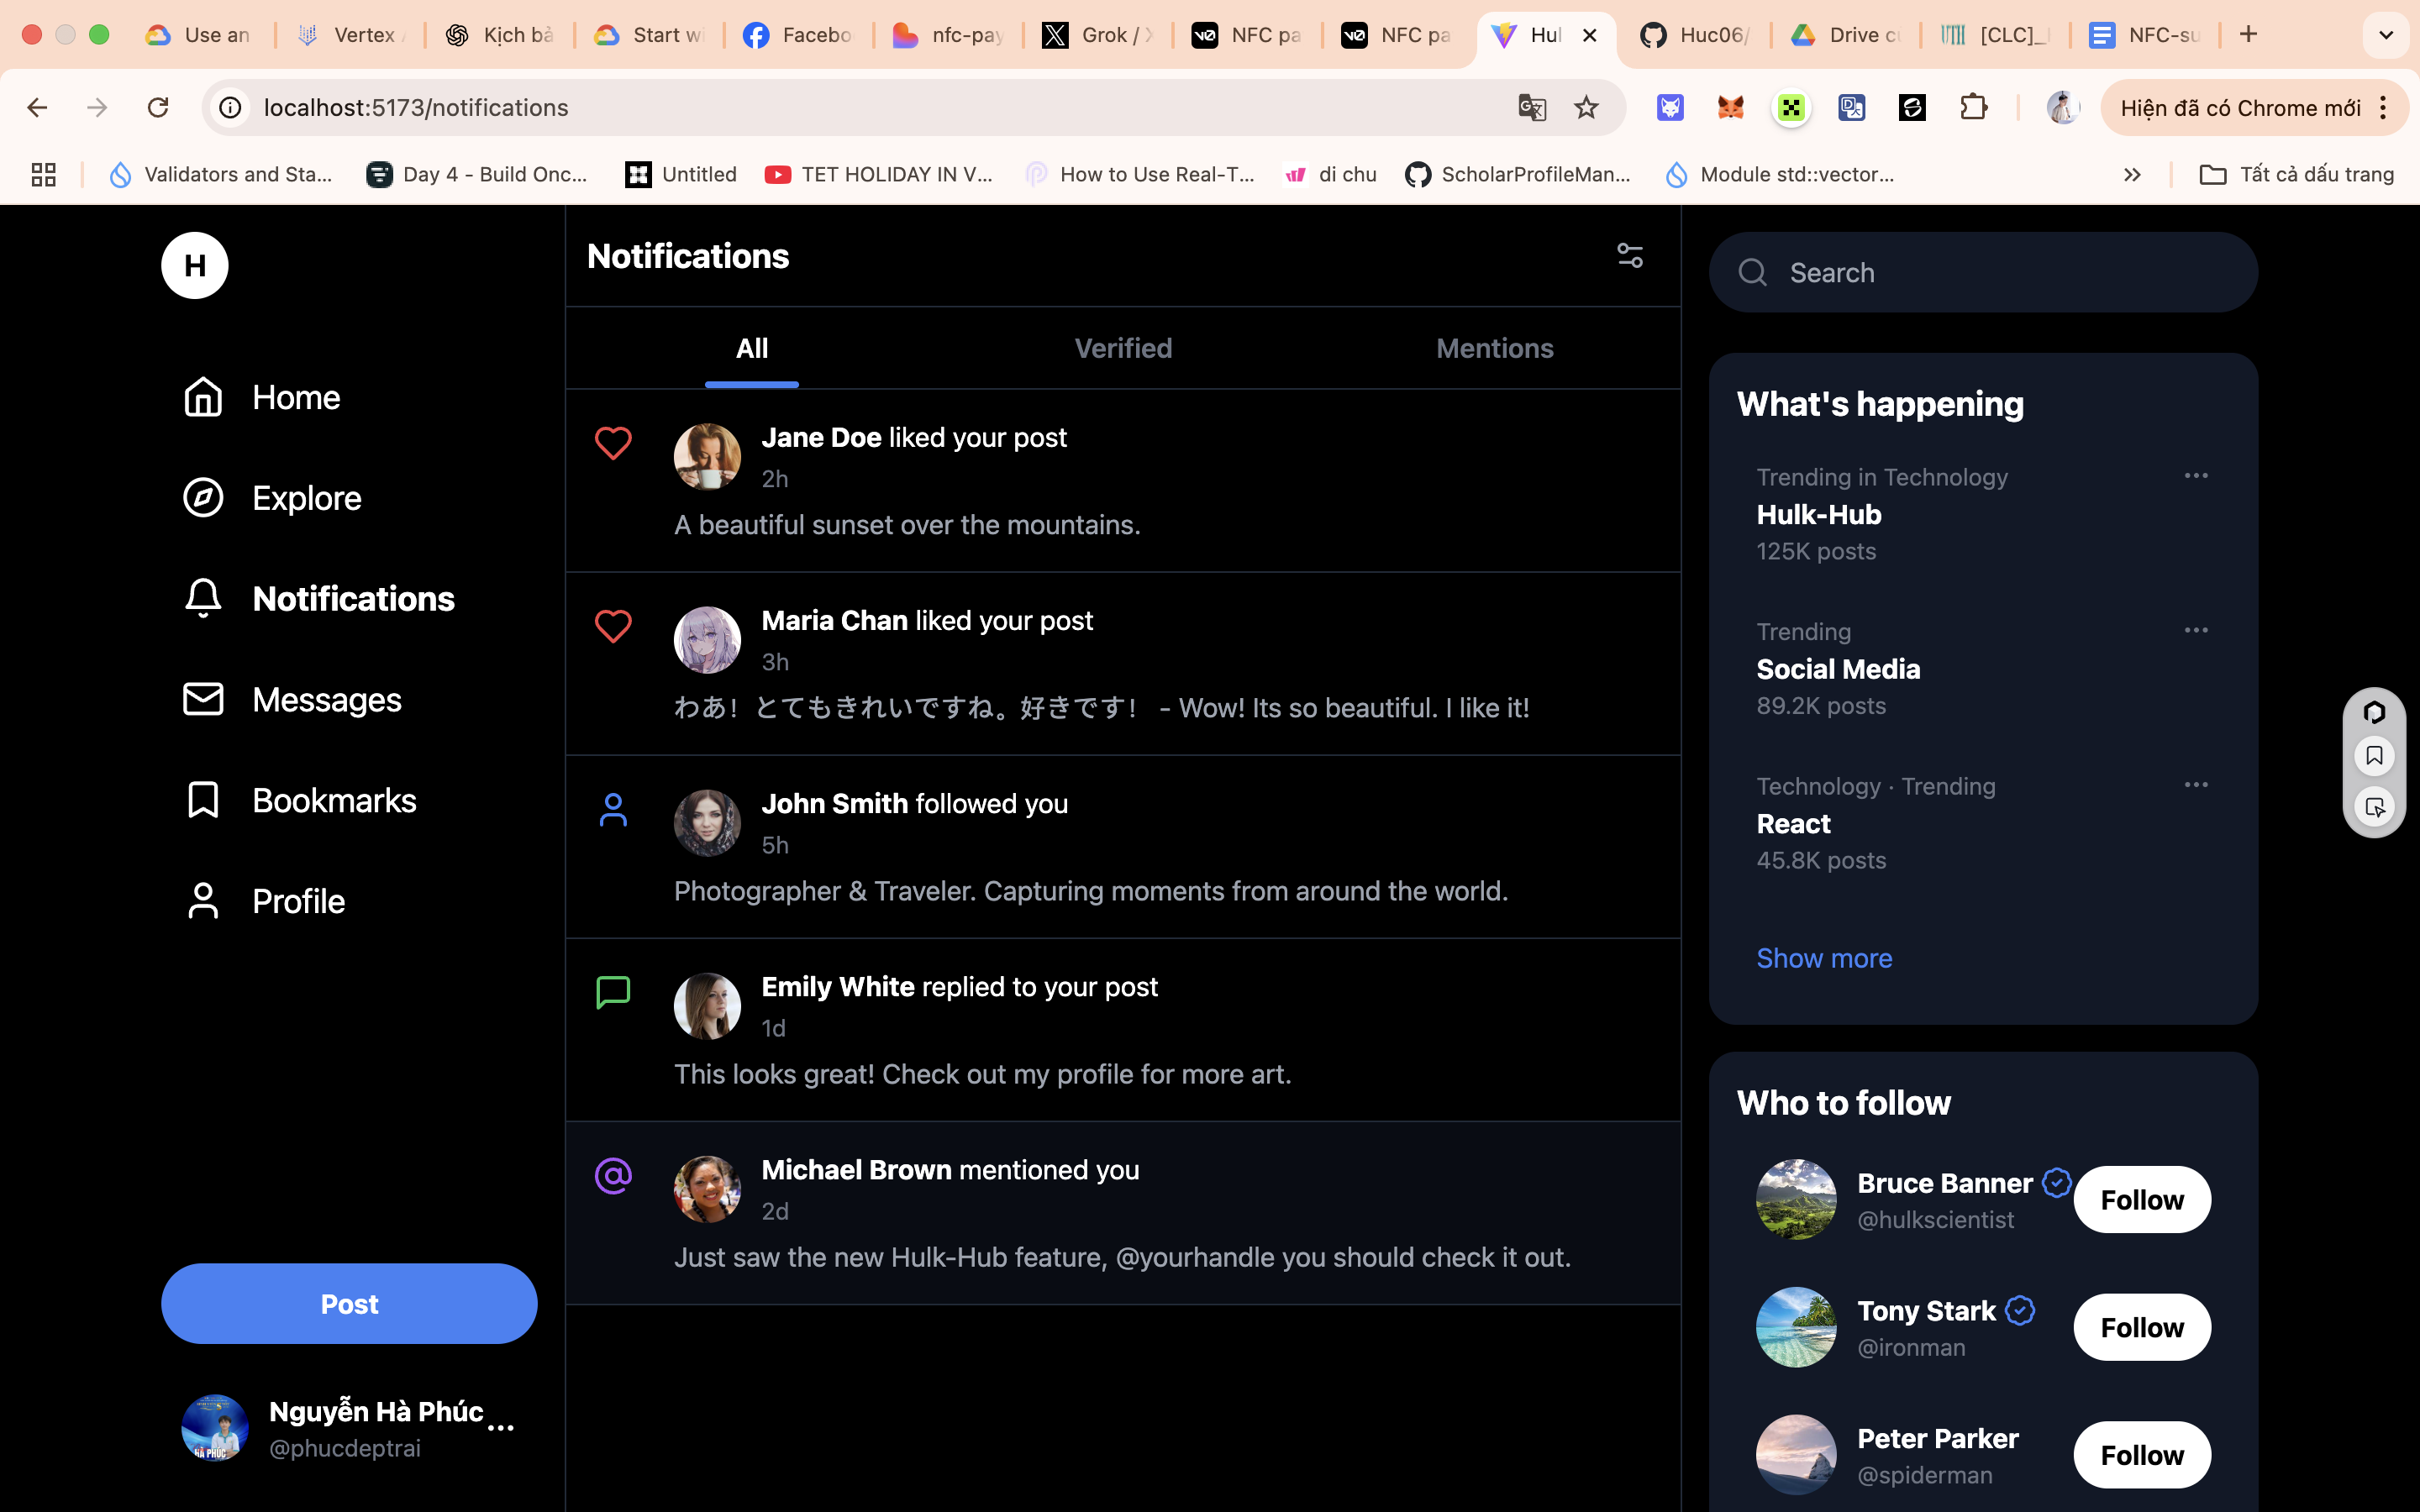 Use an
Vertex A
Kịch bả
Start wi
Facebo
nfc-pay
Grok / X
NFC pa
NFC pa
Hul
Huc06/
Drive củ
[CLC]_
NFC-su
localhost:5173/notifications
Hiện đã có Chrome mới
Validators and Sta...
Day 4 - Build Onc...
Untitled
TET HOLIDAY IN V...
How to Use Real-T...
di chu
ScholarProfileMan...
Module std::vector...
Tất cả dấu trang
H
Home
Explore
Notifications
Messages
Bookmarks
Profile
Post
Nguyễn Hà Phúc...
@phucdeptrai
HÀ PHÚC
Notifications
All
Verified
Mentions
Jane Doe liked your post
2h
A beautiful sunset over the mountains.
Maria Chan liked your post
3h
わあ！とてもきれいですね。好きです！ - Wow! Its so beautiful. I like it!
John Smith followed you
5h
Photographer & Traveler. Capturing moments from around the world.
Emily White replied to your post
1d
This looks great! Check out my profile for more art.
Michael Brown mentioned you
2d
Just saw the new Hulk-Hub feature, @yourhandle you should check it out.
Search
What's happening
Trending in Technology
Hulk-Hub
125K posts
Trending
Social Media
89.2K posts
Technology · Trending
React
45.8K posts
Show more
Who to follow
Bruce Banner
@hulkscientist
Follow
Tony Stark
@ironman
Follow
Peter Parker
@spiderman
Follow